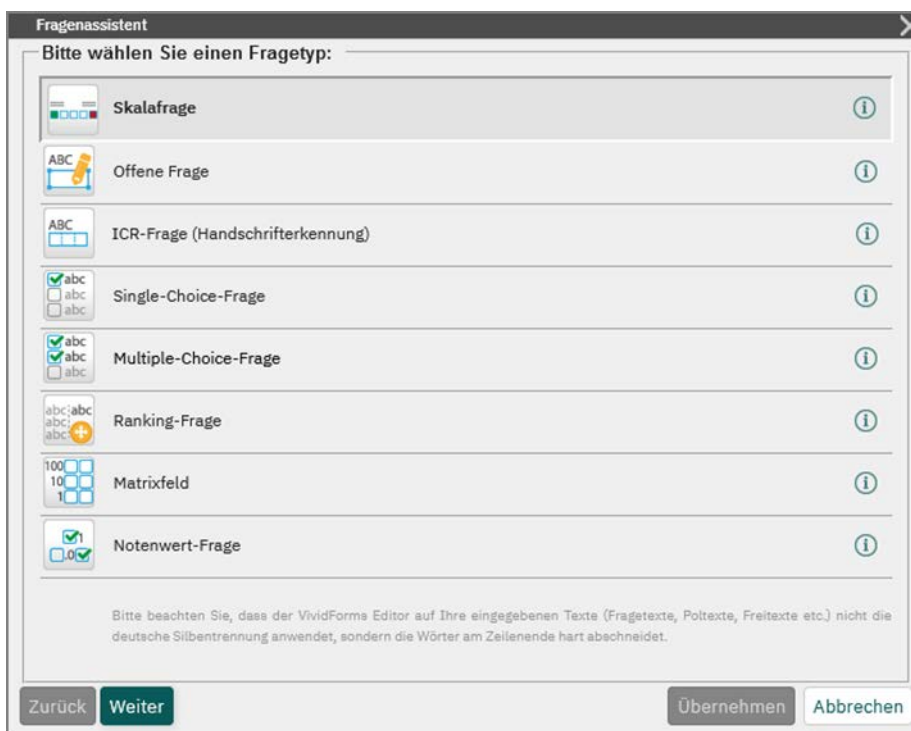 Fragenassistent
Bitte wählen Sie einen Fragetyp:
Skalafrage
ABC
Offene Frage
ABC
ICR-Frage (Handschrifterkennung)
abc
abc
abc
Single-Choice-Frage
abc
abc
abc
Multiple-Choice-Frage
abc abc
abc
abc
Ranking-Frage
100
10
1
Matrixfeld
1
.0
Notenwert-Frage
Bitte beachten Sie, dass der VividForms Editor auf Ihre eingegebenen Texte (Fragetexte, Poltexte, Freitexte etc.) nicht die
deutsche Silbentrennung anwendet, sondern die Wörter am Zeilenende hart abschneidet.
Zurück Weiter Übernehmen Abbrechen